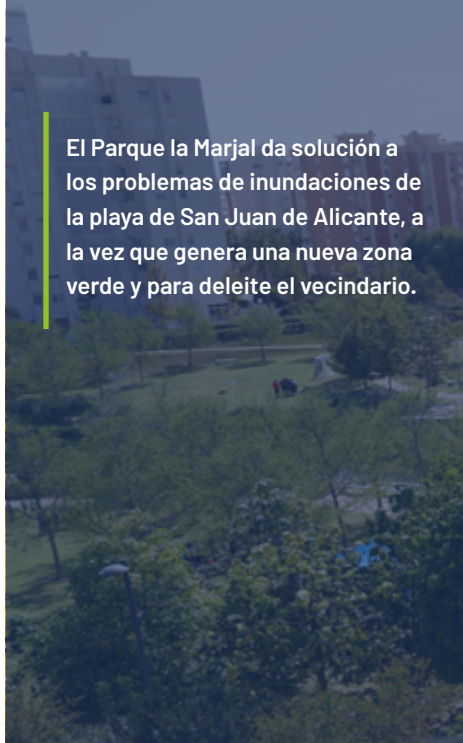 El Parque la Marjal da solución a
los problemas de inundaciones de
la playa de San Juan de Alicante, a
la vez que genera una nueva zona
verde y para deleite el vecindario.